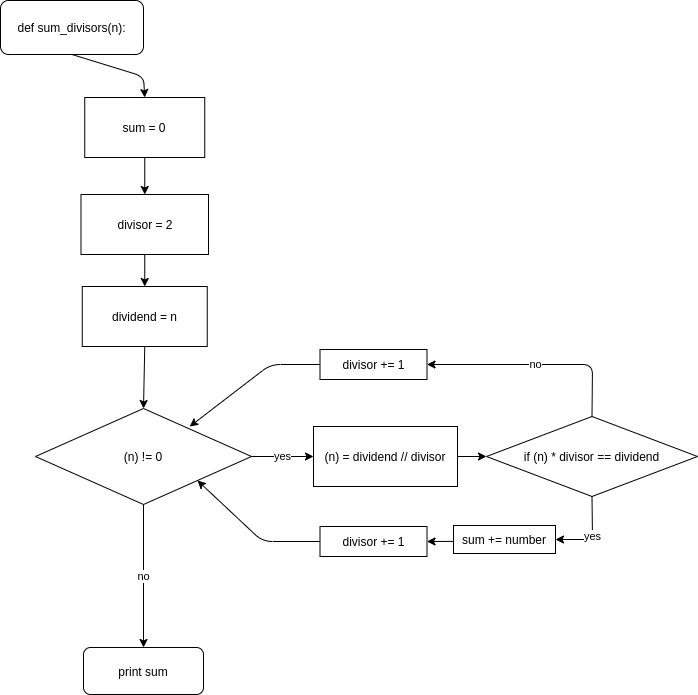 def sum_divisors(n):
sum = 0
divisor = 2
dividend = n
divisor += 1
no
(n) != 0
yes
(n) = dividend // divisor
if (n) * divisor == dividend
divisor += 1
sum += number
yes
no
print sum